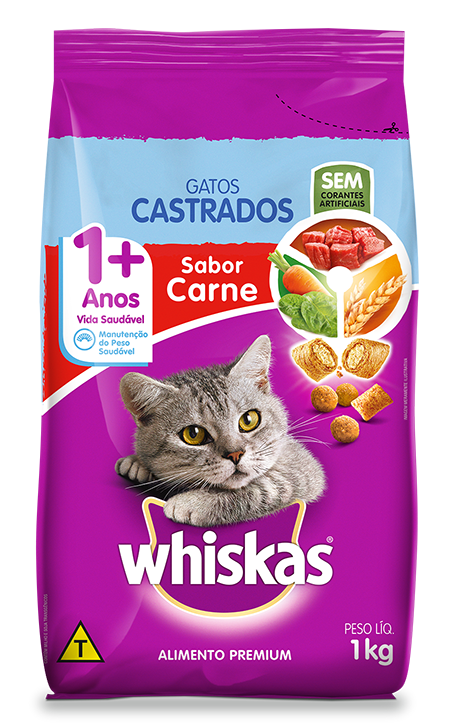 GATOS
CASTRADOS
SEM
CORANTES
ARTIFICIAIS
1+
Anos
Vida Saudável
Manutenção
do Peso
Saudável
Sabor
Carne
whiskas®
T
ALIMENTO PREMIUM
PESO LÍQ.
1kg